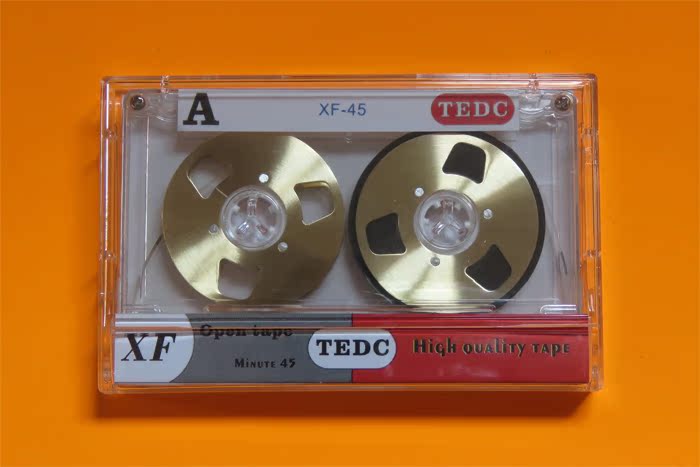 A XF-45 TEDC
XF Open tape TEDC High quality tape
Minute 45